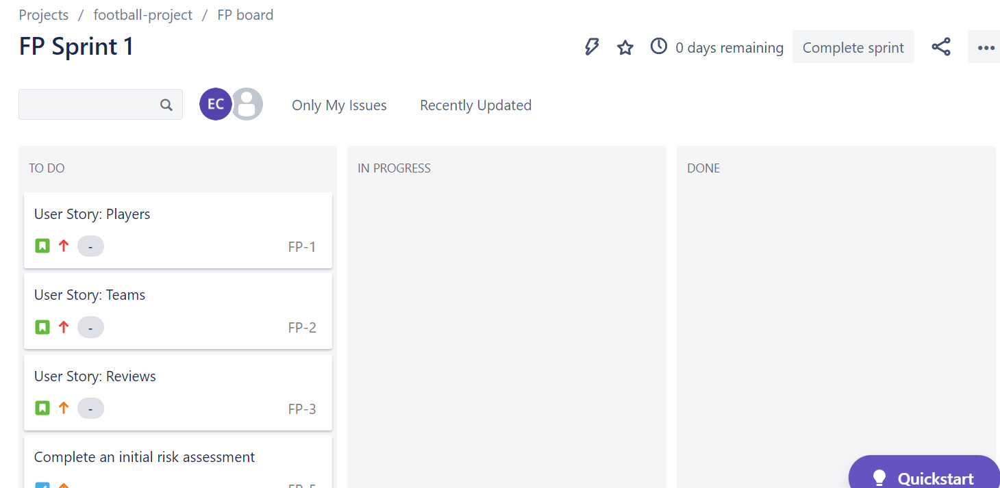 Projects / football-project / FP board
FP Sprint 1
0 days remaining
Complete sprint
EC
Only My Issues
Recently Updated
TO DO
IN PROGRESS
DONE
User Story: Players
-
FP-1
User Story: Teams
-
FP-2
User Story: Reviews
-
FP-3
Complete an initial risk assessment
FP-5
Quickstart